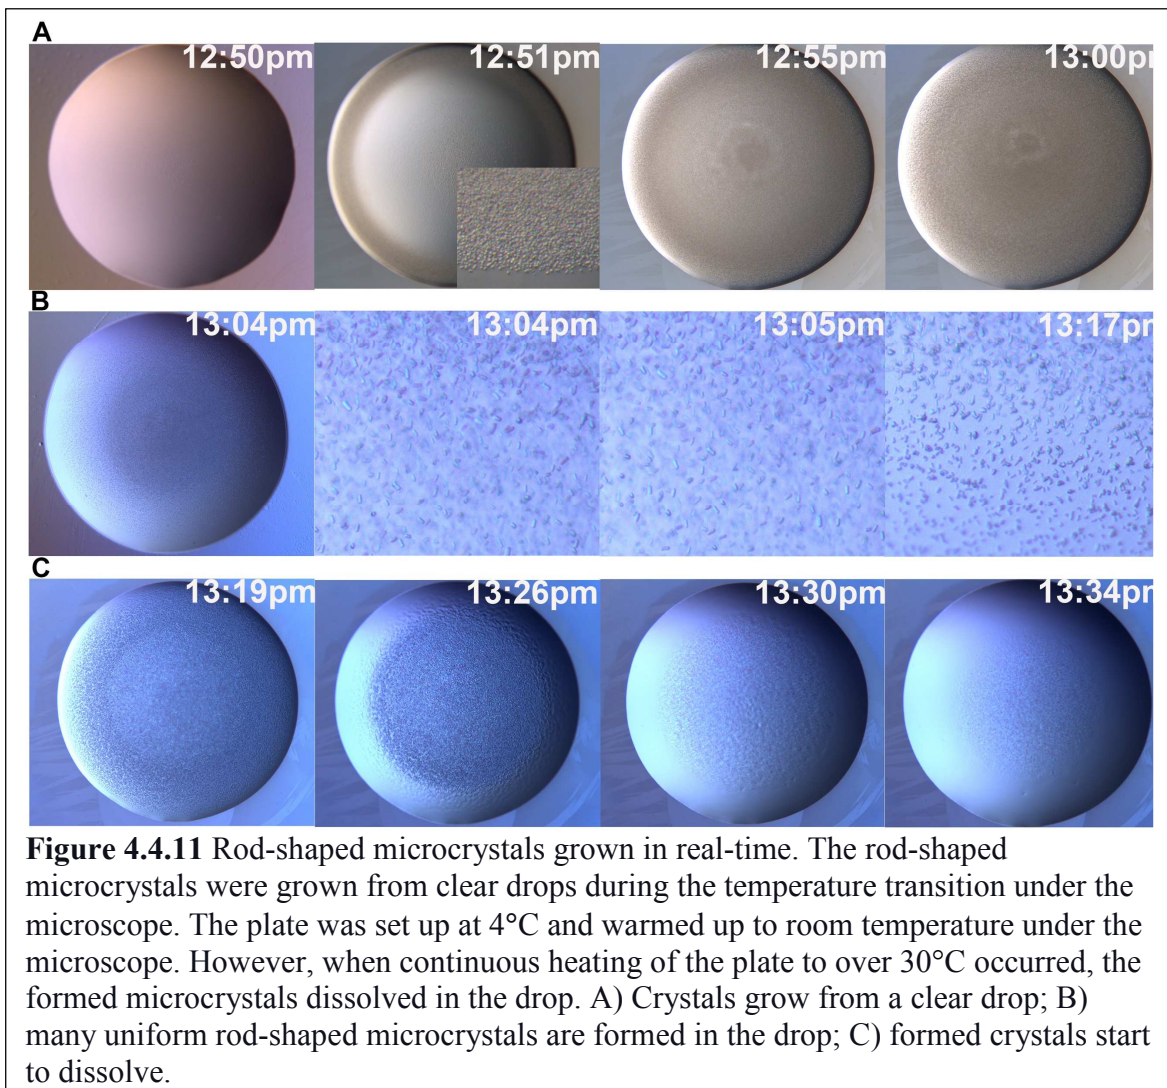 A
12:50pm 12:51pm 12:55pm 13:00pr
B
13:04pm 13:04pm 13:05pm 13:17pr
C
13:19pm 13:26pm 13:30pm 13:34pr
Figure 4.4.11 Rod-shaped microcrystals grown in real-time. The rod-shaped
microcrystals were grown from clear drops during the temperature transition under the
microscope. The plate was set up at 4°C and warmed up to room temperature under the
microscope. However, when continuous heating of the plate to over 30°C occurred, the
formed microcrystals dissolved in the drop. A) Crystals grow from a clear drop; B)
many uniform rod-shaped microcrystals are formed in the drop; C) formed crystals start
to dissolve.